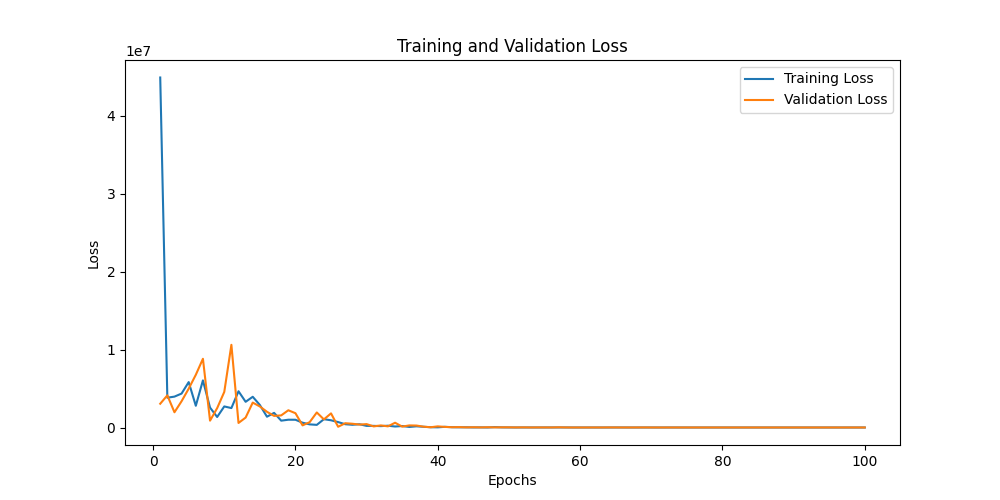 Training and Validation Loss
1e7
Training Loss
Validation Loss
4
3
2
1
0
Loss
0 20 40 60 80 100
Epochs